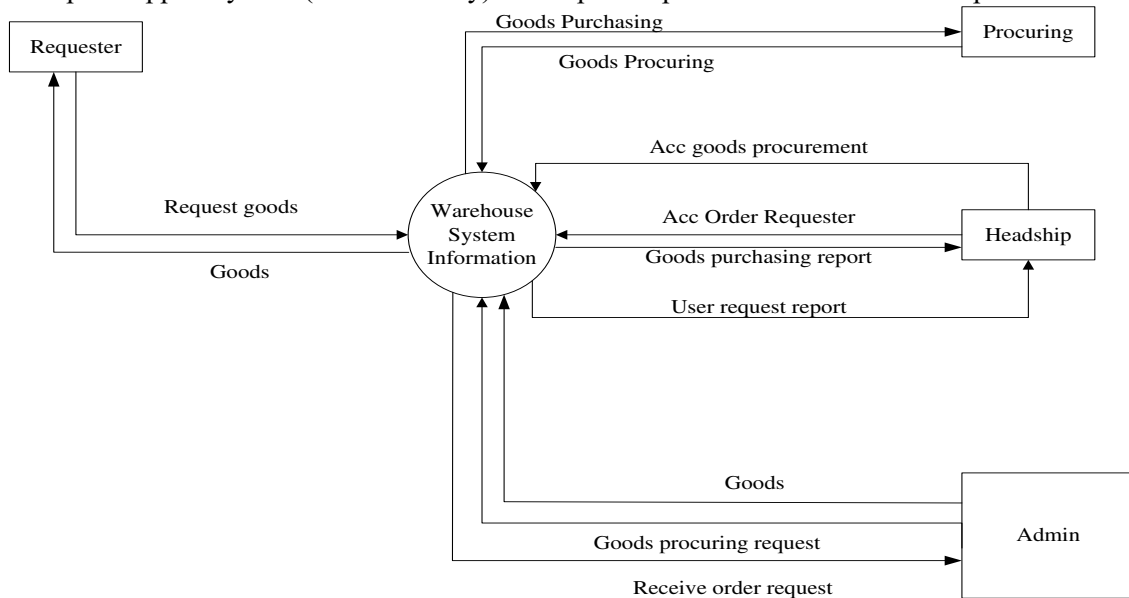 Goods Purchasing
Requester
Procuring
Goods Procuring
Acc goods procurement
Request goods
Warehouse
System
Information
Acc Order Requester
Headship
Goods
Goods purchasing report
User request report
Goods
Admin
Goods procuring request
Receive order request